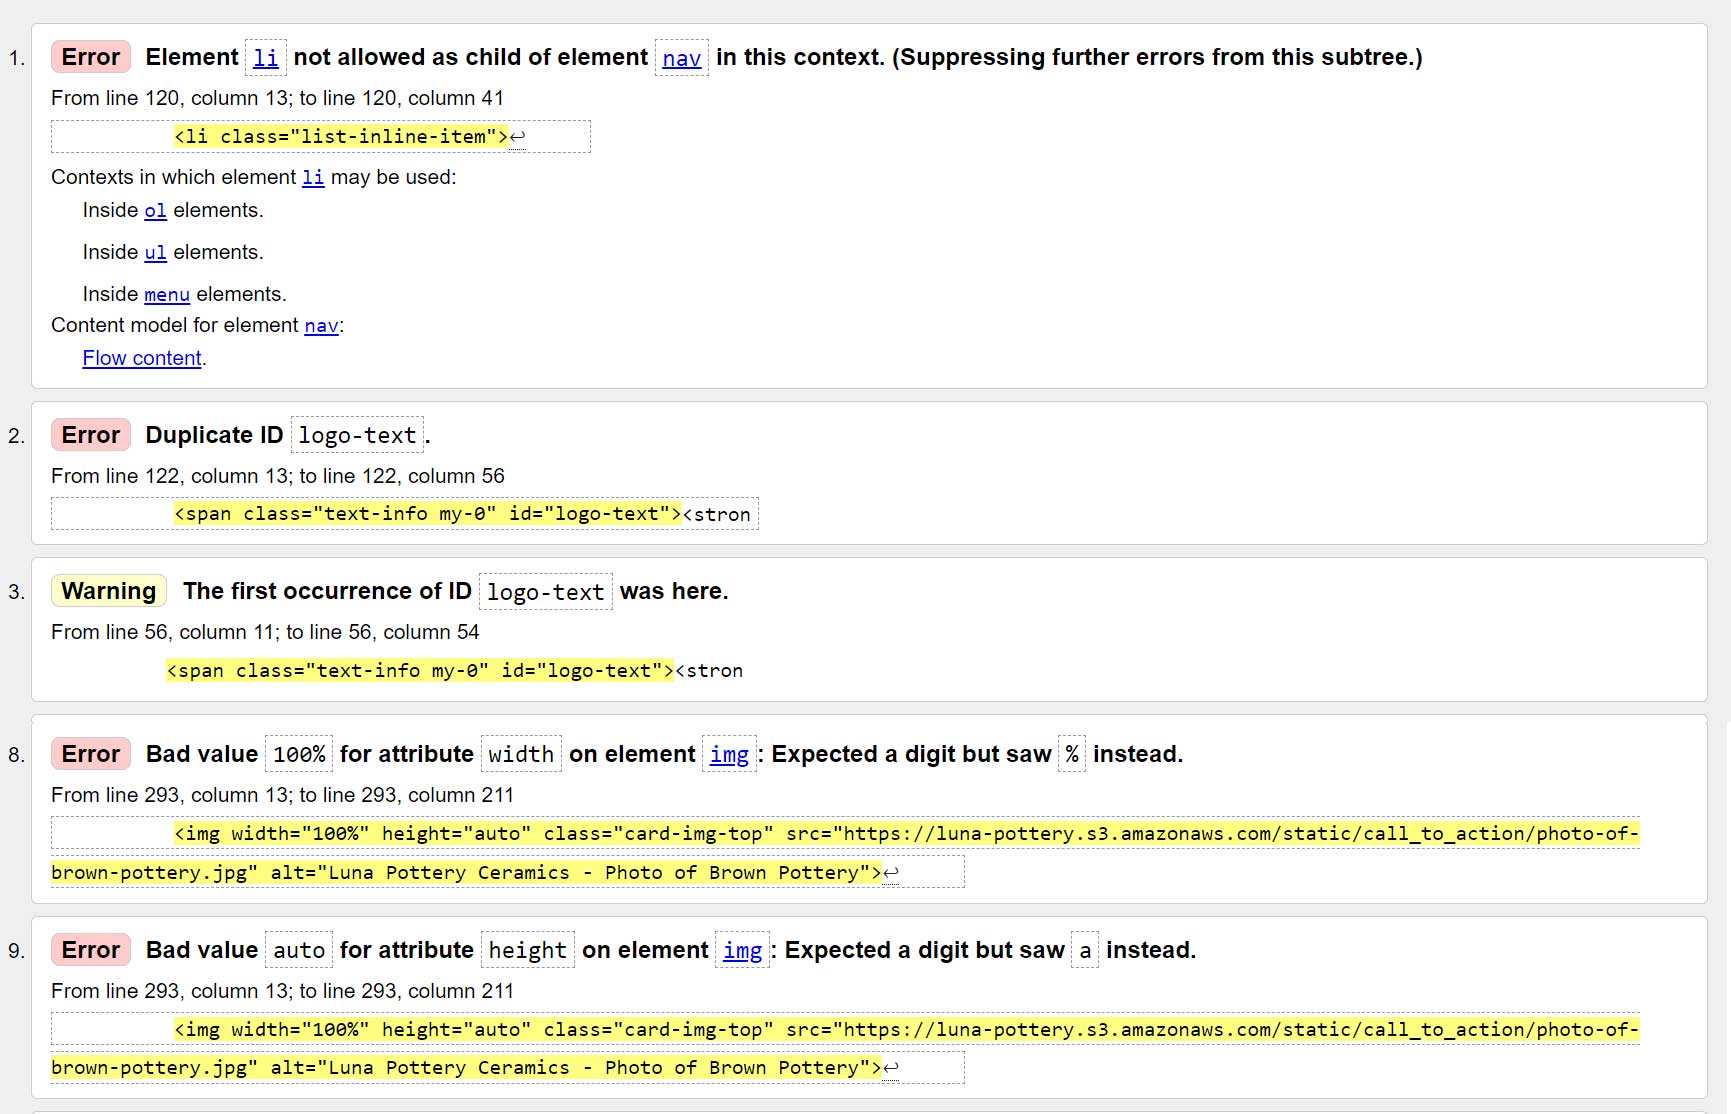 1. Error Element li not allowed as child of element nav in this context. (Suppressing further errors from this subtree.)
From line 120, column 13; to line 120, column 41
<li class="list-inline-item">↩
Contexts in which element li may be used:
Inside ol elements.
Inside ul elements.
Inside menu elements.
Content model for element nav:
Flow content.
2. Error Duplicate ID logo-text.
From line 122, column 13; to line 122, column 56
<span class="text-info my-0" id="logo-text"><stron
3. Warning The first occurrence of ID logo-text was here.
From line 56, column 11; to line 56, column 54
<span class="text-info my-0" id="logo-text"><stron
8. Error Bad value 100% for attribute width on element img: Expected a digit but saw % instead.
From line 293, column 13; to line 293, column 211
<img width="100%" height="auto" class="card-img-top" src="https://luna-pottery.s3.amazonaws.com/static/call_to_action/photo-of-
brown-pottery.jpg" alt="Luna Pottery Ceramics - Photo of Brown Pottery">↩
9. Error Bad value auto for attribute height on element img: Expected a digit but saw a instead.
From line 293, column 13; to line 293, column 211
<img width="100%" height="auto" class="card-img-top" src="https://luna-pottery.s3.amazonaws.com/static/call_to_action/photo-of-
brown-pottery.jpg" alt="Luna Pottery Ceramics - Photo of Brown Pottery">↩